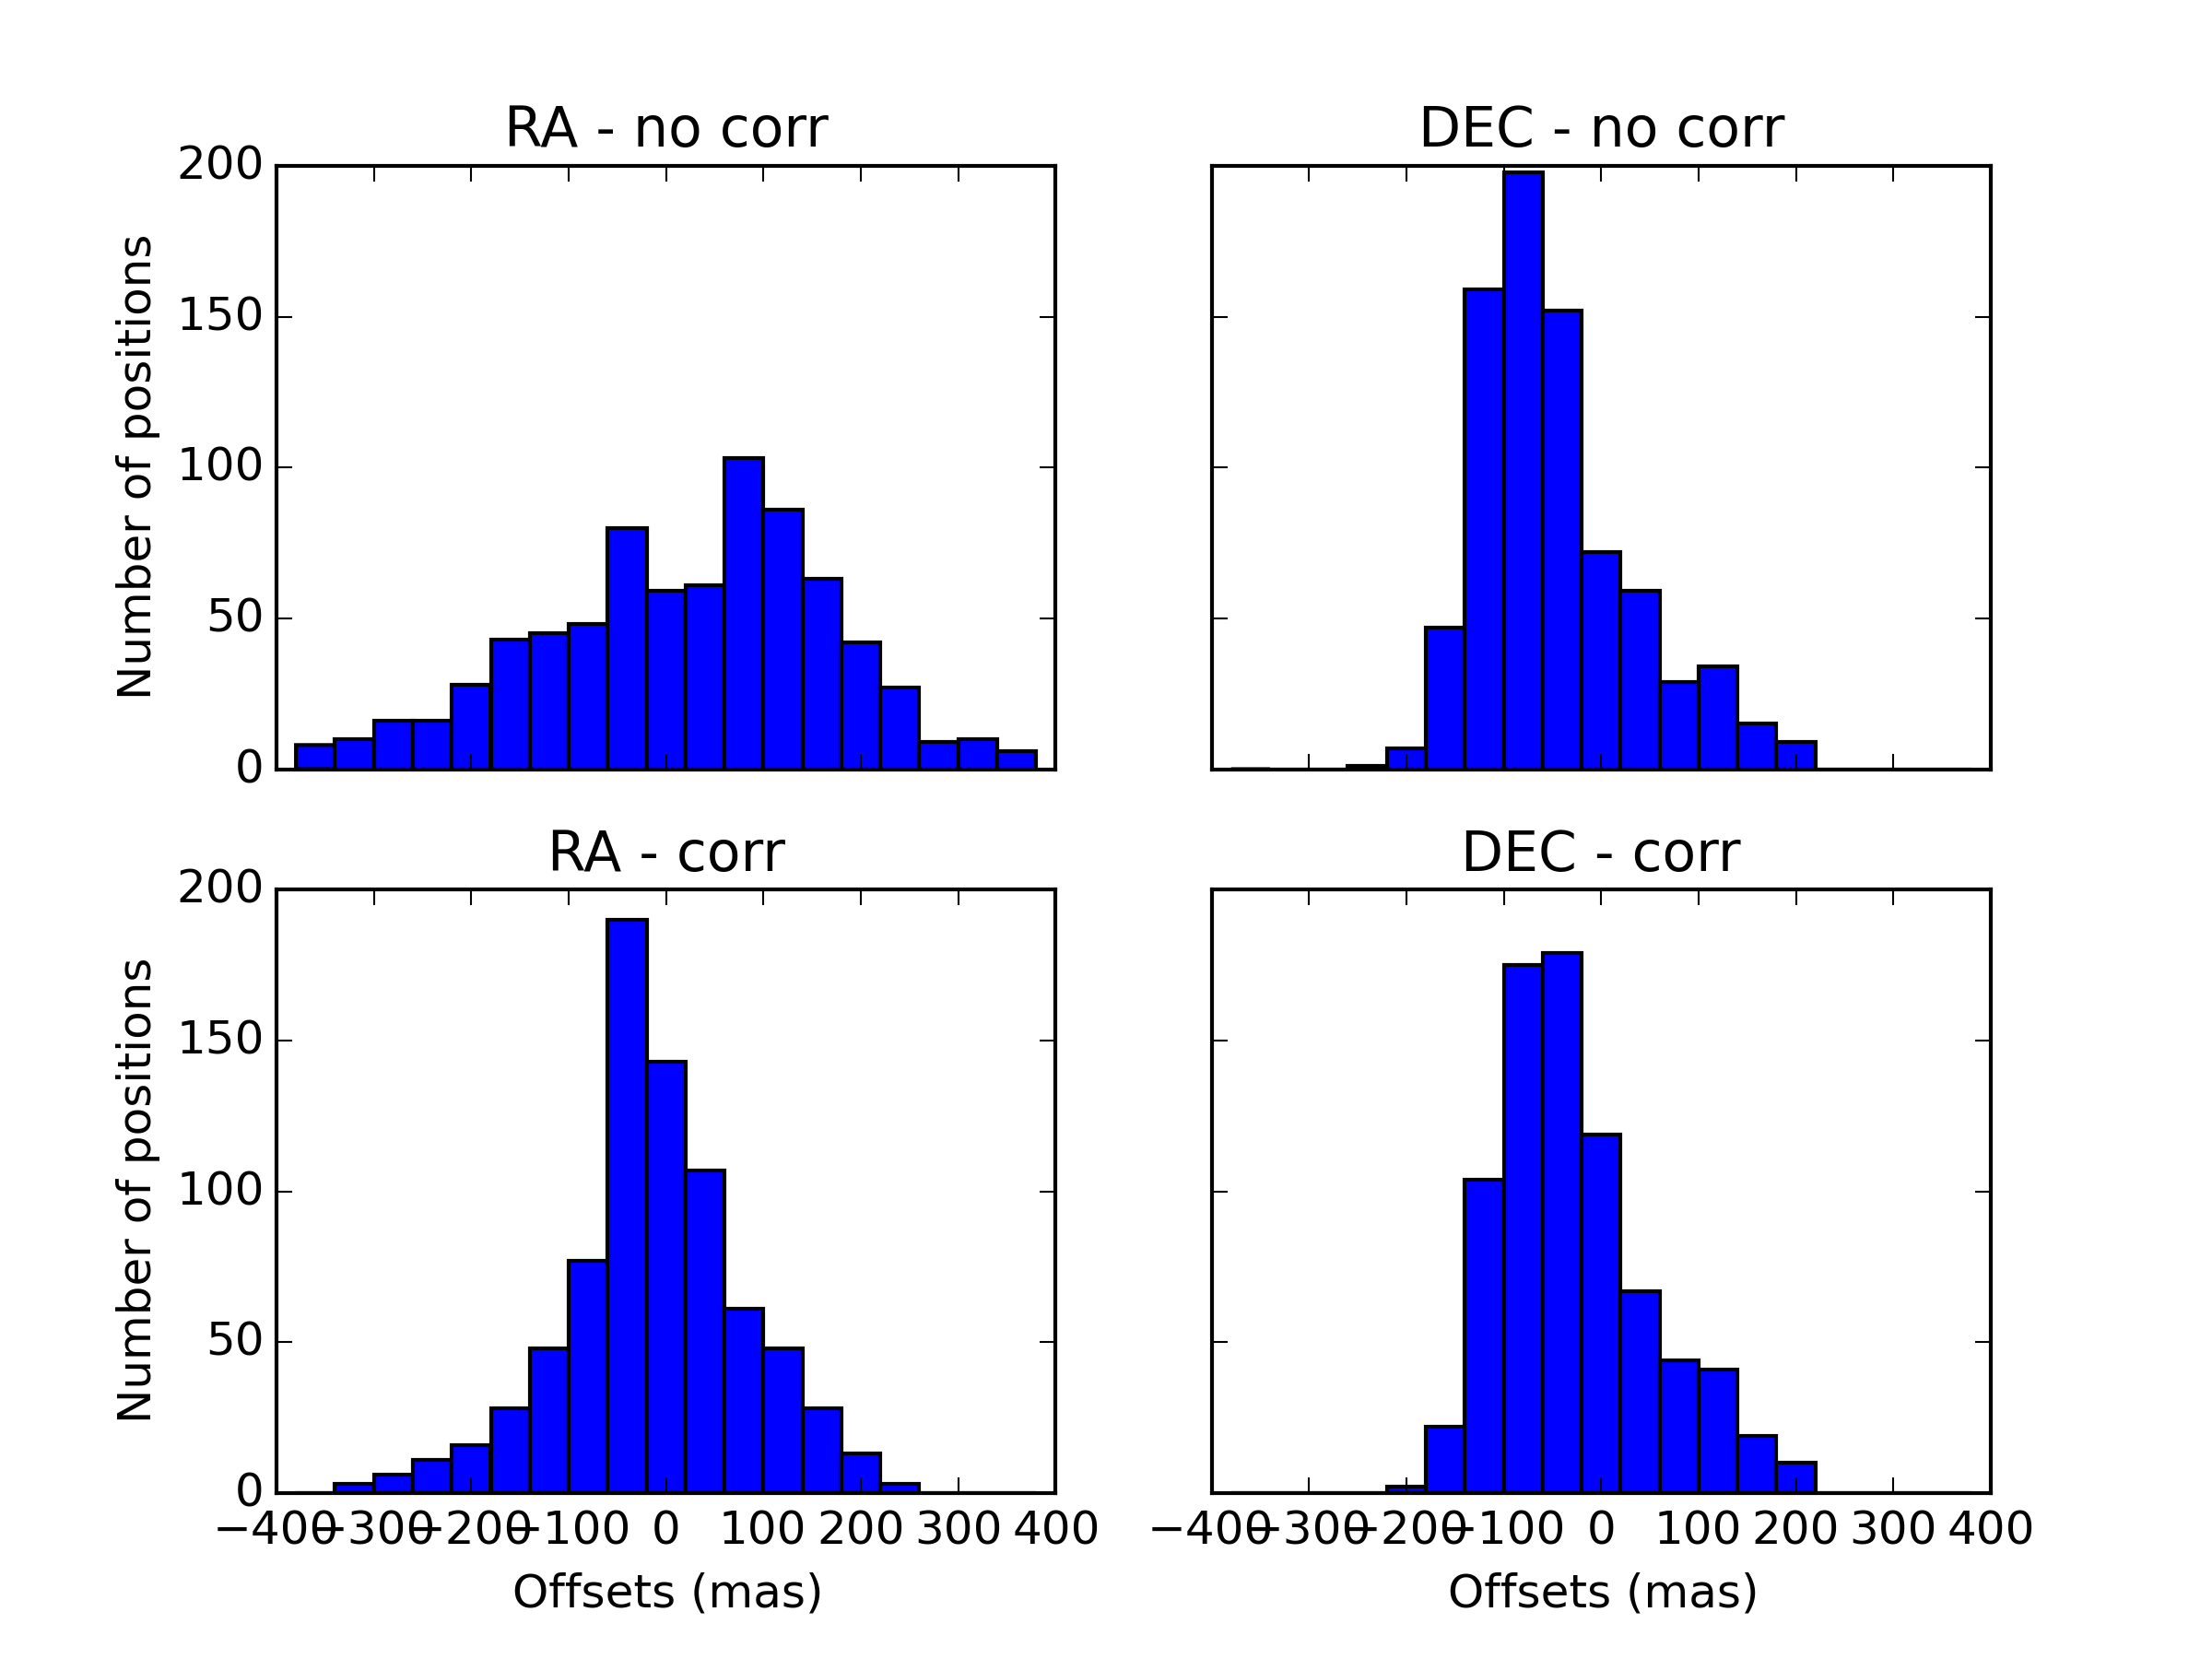 RA - no corr
DEC - no corr
200
150
100
50
0
Number of positions
RA - corr
DEC - corr
200
150
100
50
0
Number of positions
−400 −300 −200 −100 0 100 200 300 400
−400 −300 −200 −100 0 100 200 300 400
Offsets (mas)
Offsets (mas)